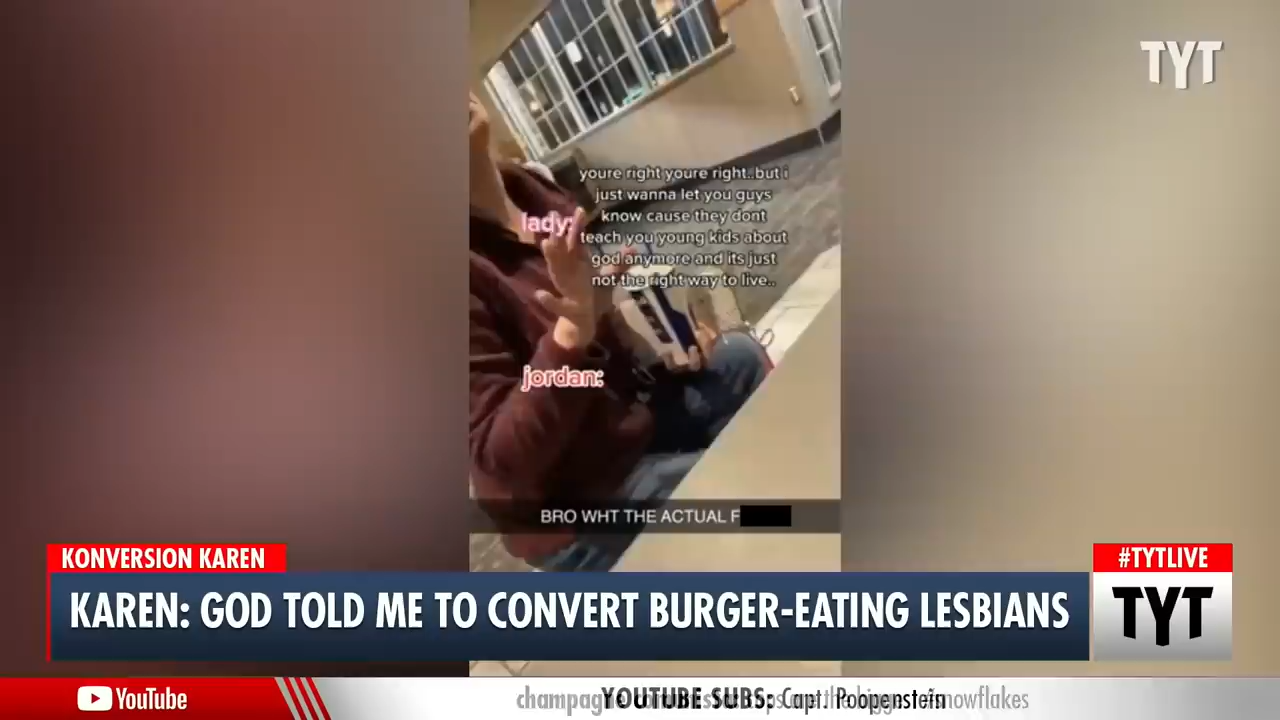 TYT
youre right youre right..but i
just wanna let you guys
lady: know cause they dont
teach you young kids about
god anymore and its just
not the right way to live..
jordan:
BRO WHT THE ACTUAL F
KONVERSION KAREN
#TYTLIVE
KAREN: GOD TOLD ME TO CONVERT BURGER-EATING LESBIANS
TYT
YouTube
YOUTUBE SUBS: Capt. Poopenstein